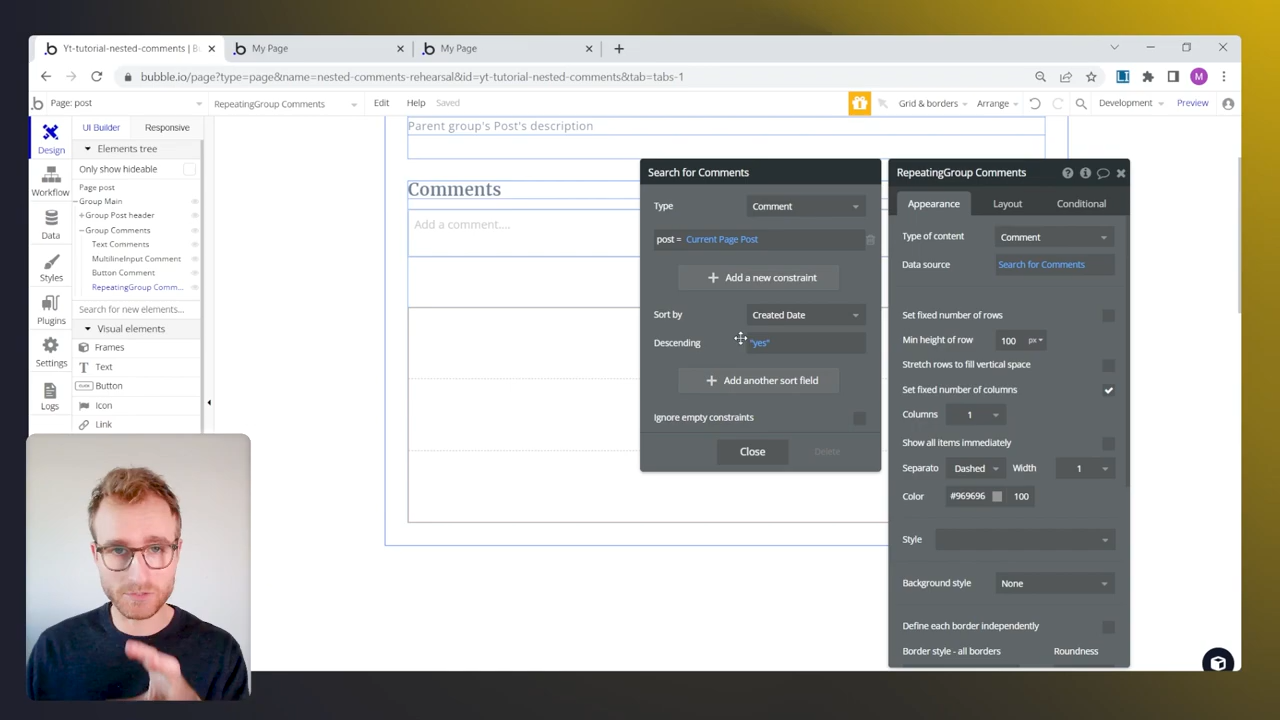 Yt-tutorial-nested-comments | B
My Page
My Page
bubble.io/page?type=page&name=nested-comments-rehearsal&id=yt-tutorial-nested-comments&tab=tabs-1
M
Page: post
RepeatingGroup Comments
Edit
Help
Saved
Grid & borders
Arrange
Development
Preview
Design
Workflow
Data
Styles
Plugins
Settings
Logs
UI Builder
Responsive
Elements tree
Only show hideable
Page post
Group Main
Group Post header
Group Comments
Text Comments
MultilineInput Comment
Button Comment
RepeatingGroup Comm...
Search for new elements...
Visual elements
Frames
Text
CLICK
Button
Icon
Link
Parent group's Post's description
Comments
Add a comment....
Search for Comments
Type
Comment
post = Current Page Post
Add a new constraint
Sort by
Created Date
Descending
"yes"
Add another sort field
Ignore empty constraints
Close
Delete
RepeatingGroup Comments
Appearance
Layout
Conditional
Type of content
Comment
Data source
Search for Comments
Set fixed number of rows
Min height of row
100
px
Stretch rows to fill vertical space
Set fixed number of columns
Columns
1
Show all items immediately
Separato
Dashed
Width
1
Color
#969696
100
Style
Background style
None
Define each border independently
Border style - all borders
Roundness